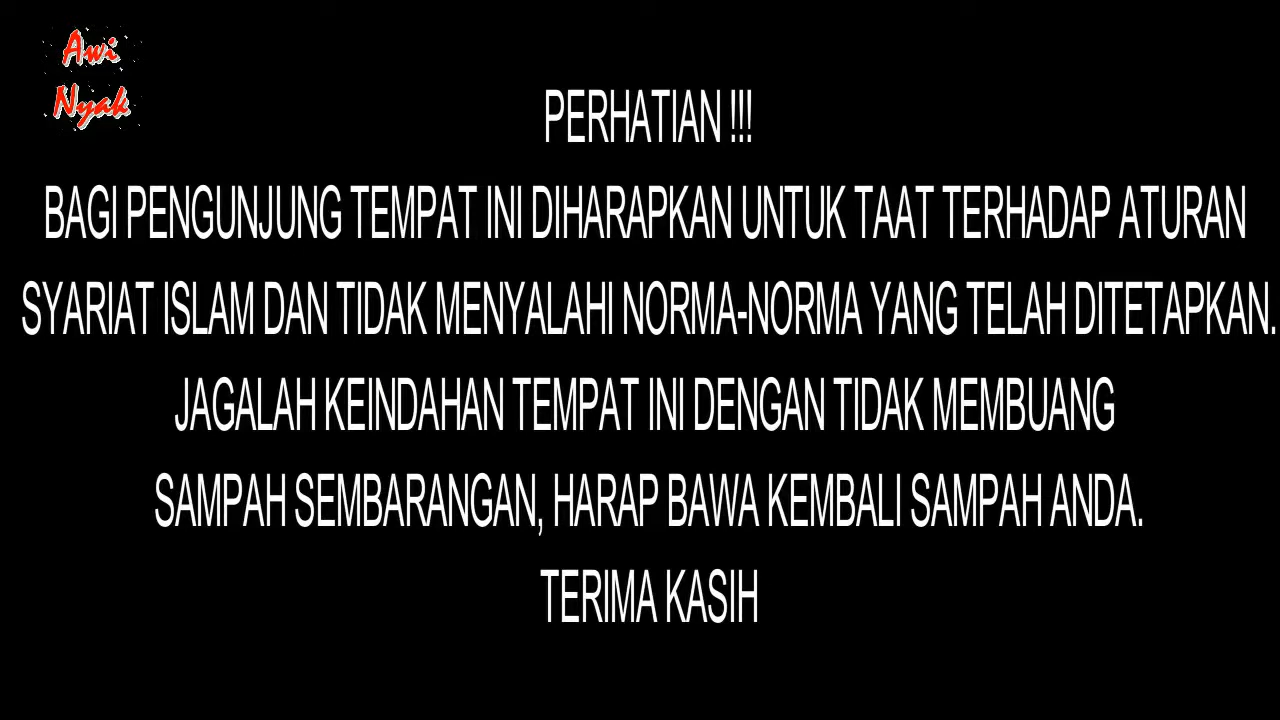 Awi
Nyak
PERHATIAN !!!
BAGI PENGUNJUNG TEMPAT INI DIHARAPKAN UNTUK TAAT TERHADAP ATURAN
SYARIAT ISLAM DAN TIDAK MENYALAHI NORMA-NORMA YANG TELAH DITETAPKAN.
JAGALAH KEINDAHAN TEMPAT INI DENGAN TIDAK MEMBUANG
SAMPAH SEMBARANGAN, HARAP BAWA KEMBALI SAMPAH ANDA.
TERIMA KASIH